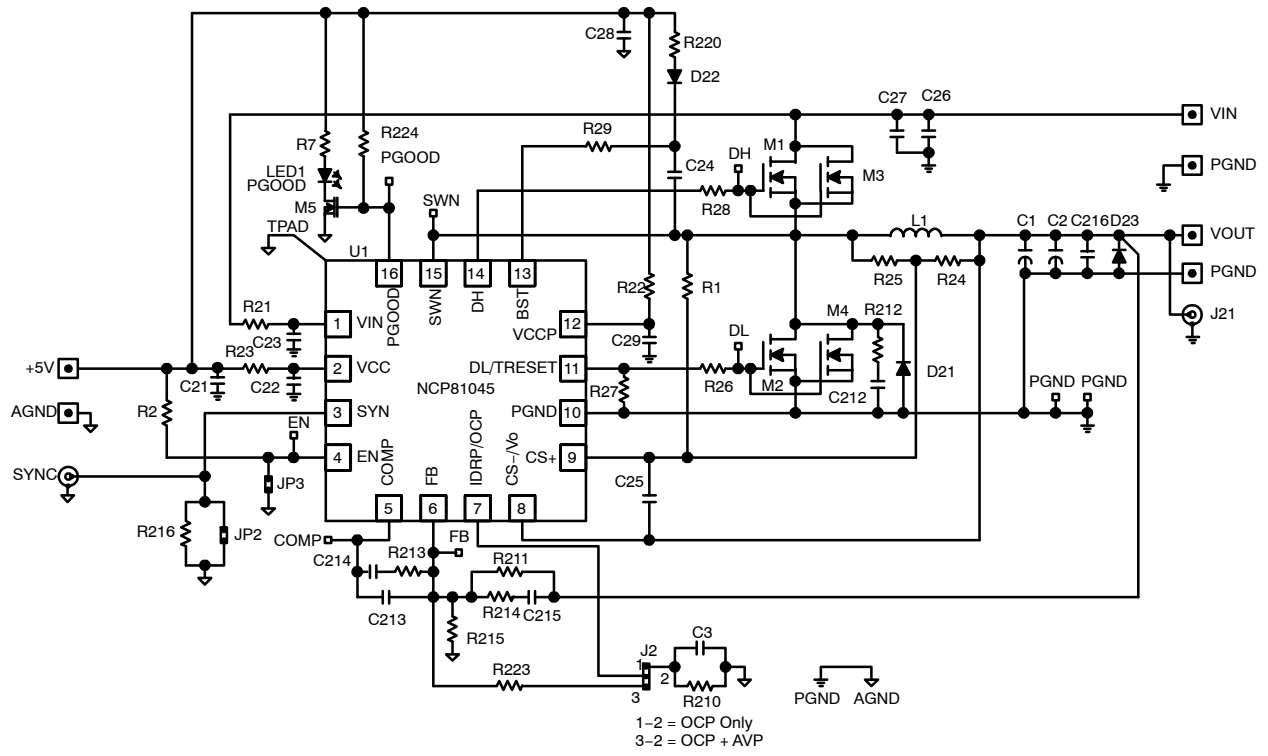 C28
R220
D22
C27
C26
VIN
R7
R224
PGOOD
R29
DH
M1
M3
LED1
PGOOD
C24
PGND
M5
SWN
R28
L1
C1
C2
C216
D23
TPAD
U1
VOUT
16
15
14
13
R25
R24
PGOOD
SWN
DH
BST
R22
R1
PGND
R21
1
VIN
12
VCCP
M4
R212
J21
C23
C29
DL
R23
+5V
2
VCC
DL/TRESET
11
C21
C22
NCP81045
R26
M2
D21
R27
C212
PGND
PGND
AGND
R2
3
SYN
PGND
10
EN
SYNC
4
EN
COMP
FB
IDRP/OCP
CS−/Vo
CS+
9
JP3
C25
5
6
7
8
R216
JP2
COMP
FB
C214
R213
R211
C213
R214
C215
R215
C3
J2
R223
1
2
3
R210
PGND
AGND
1−2 = OCP Only
3−2 = OCP + AVP